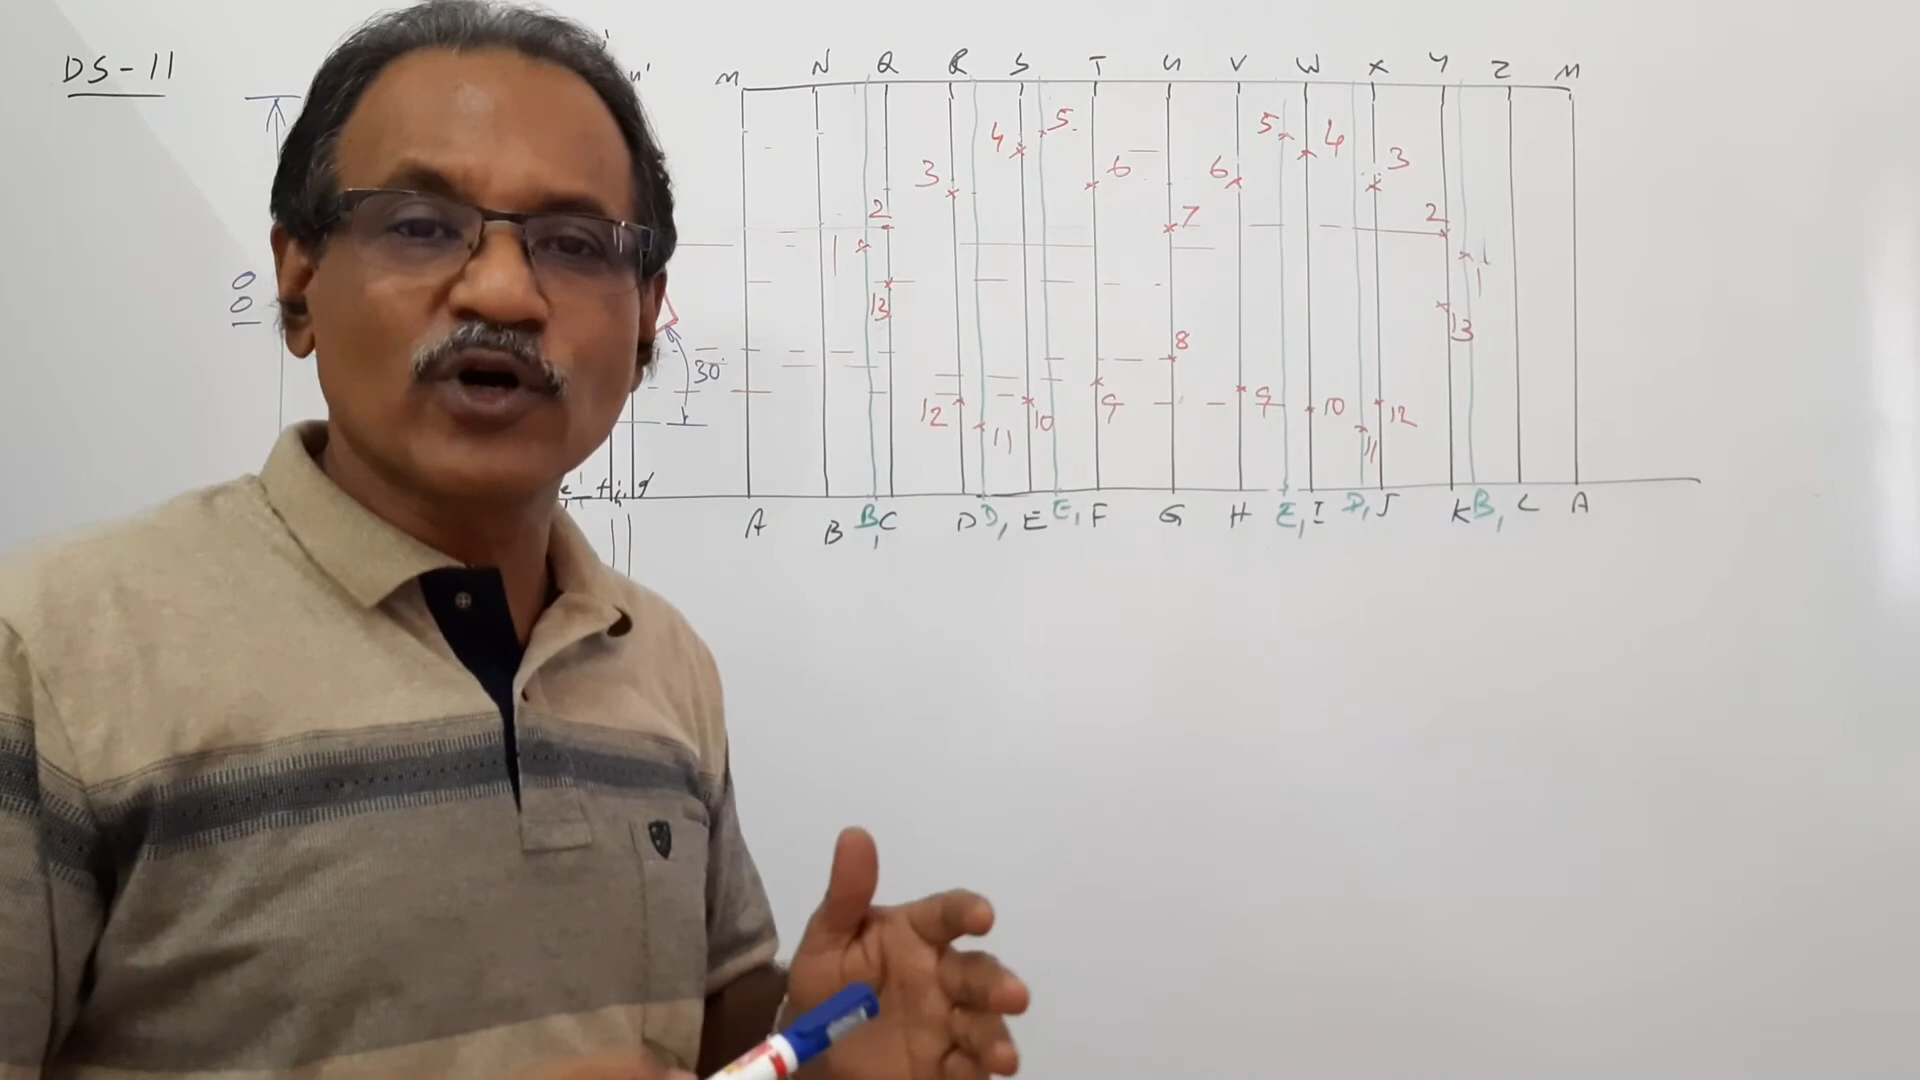 DS-11
n' M N Q R S T U V W X Y Z M
5 5 4 3
4
3 6 6
2 7 2
1 1
13 13
8
30°
12 11 10 9 9 10 11 12
A B B₁ C D D₁ E E₁ F G H E₁ I D₁ J K B₁ L A